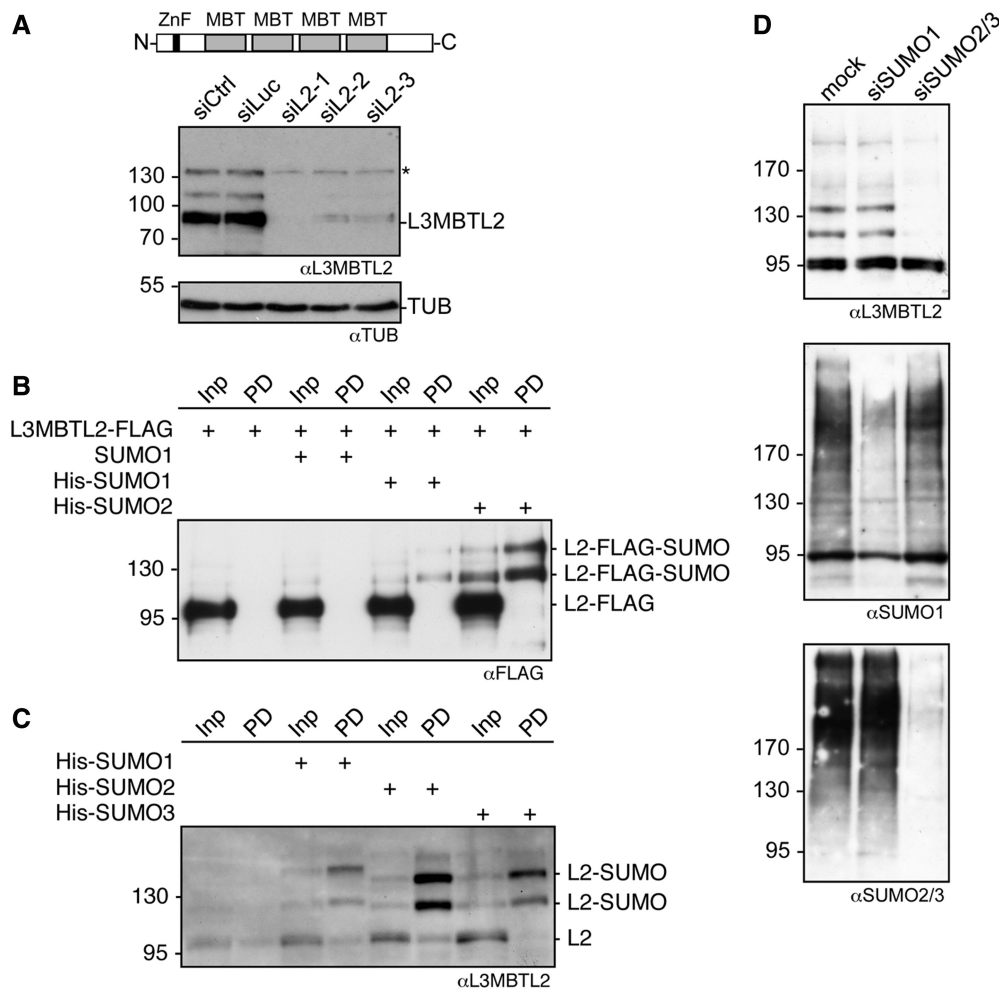 A
ZnF MBT MBT MBT MBT
N- -C
siCtrl siLuc siL2-1 siL2-2 siL2-3
130
100
70
*
L3MBTL2
αL3MBTL2
55
TUB
αTUB
B
Inp PD Inp PD Inp PD Inp PD
L3MBTL2-FLAG + + + + + + + +
SUMO1 + +
His-SUMO1 + +
His-SUMO2 + +
L2-FLAG-SUMO
130 L2-FLAG-SUMO
95 L2-FLAG
αFLAG
C
Inp PD Inp PD Inp PD Inp PD
His-SUMO1 + +
His-SUMO2 + +
His-SUMO3 + +
L2-SUMO
130 L2-SUMO
95 L2
αL3MBTL2
D
mock siSUMO1 siSUMO2/3
170
130
95
αL3MBTL2
170
130
95
αSUMO1
170
130
95
αSUMO2/3